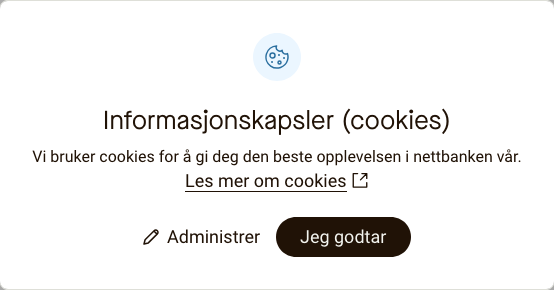 Informasjonskapsler (cookies)
Vi bruker cookies for å gi deg den beste opplevelsen i nettbanken vår.
Les mer om cookies
Administrer
Jeg godtar